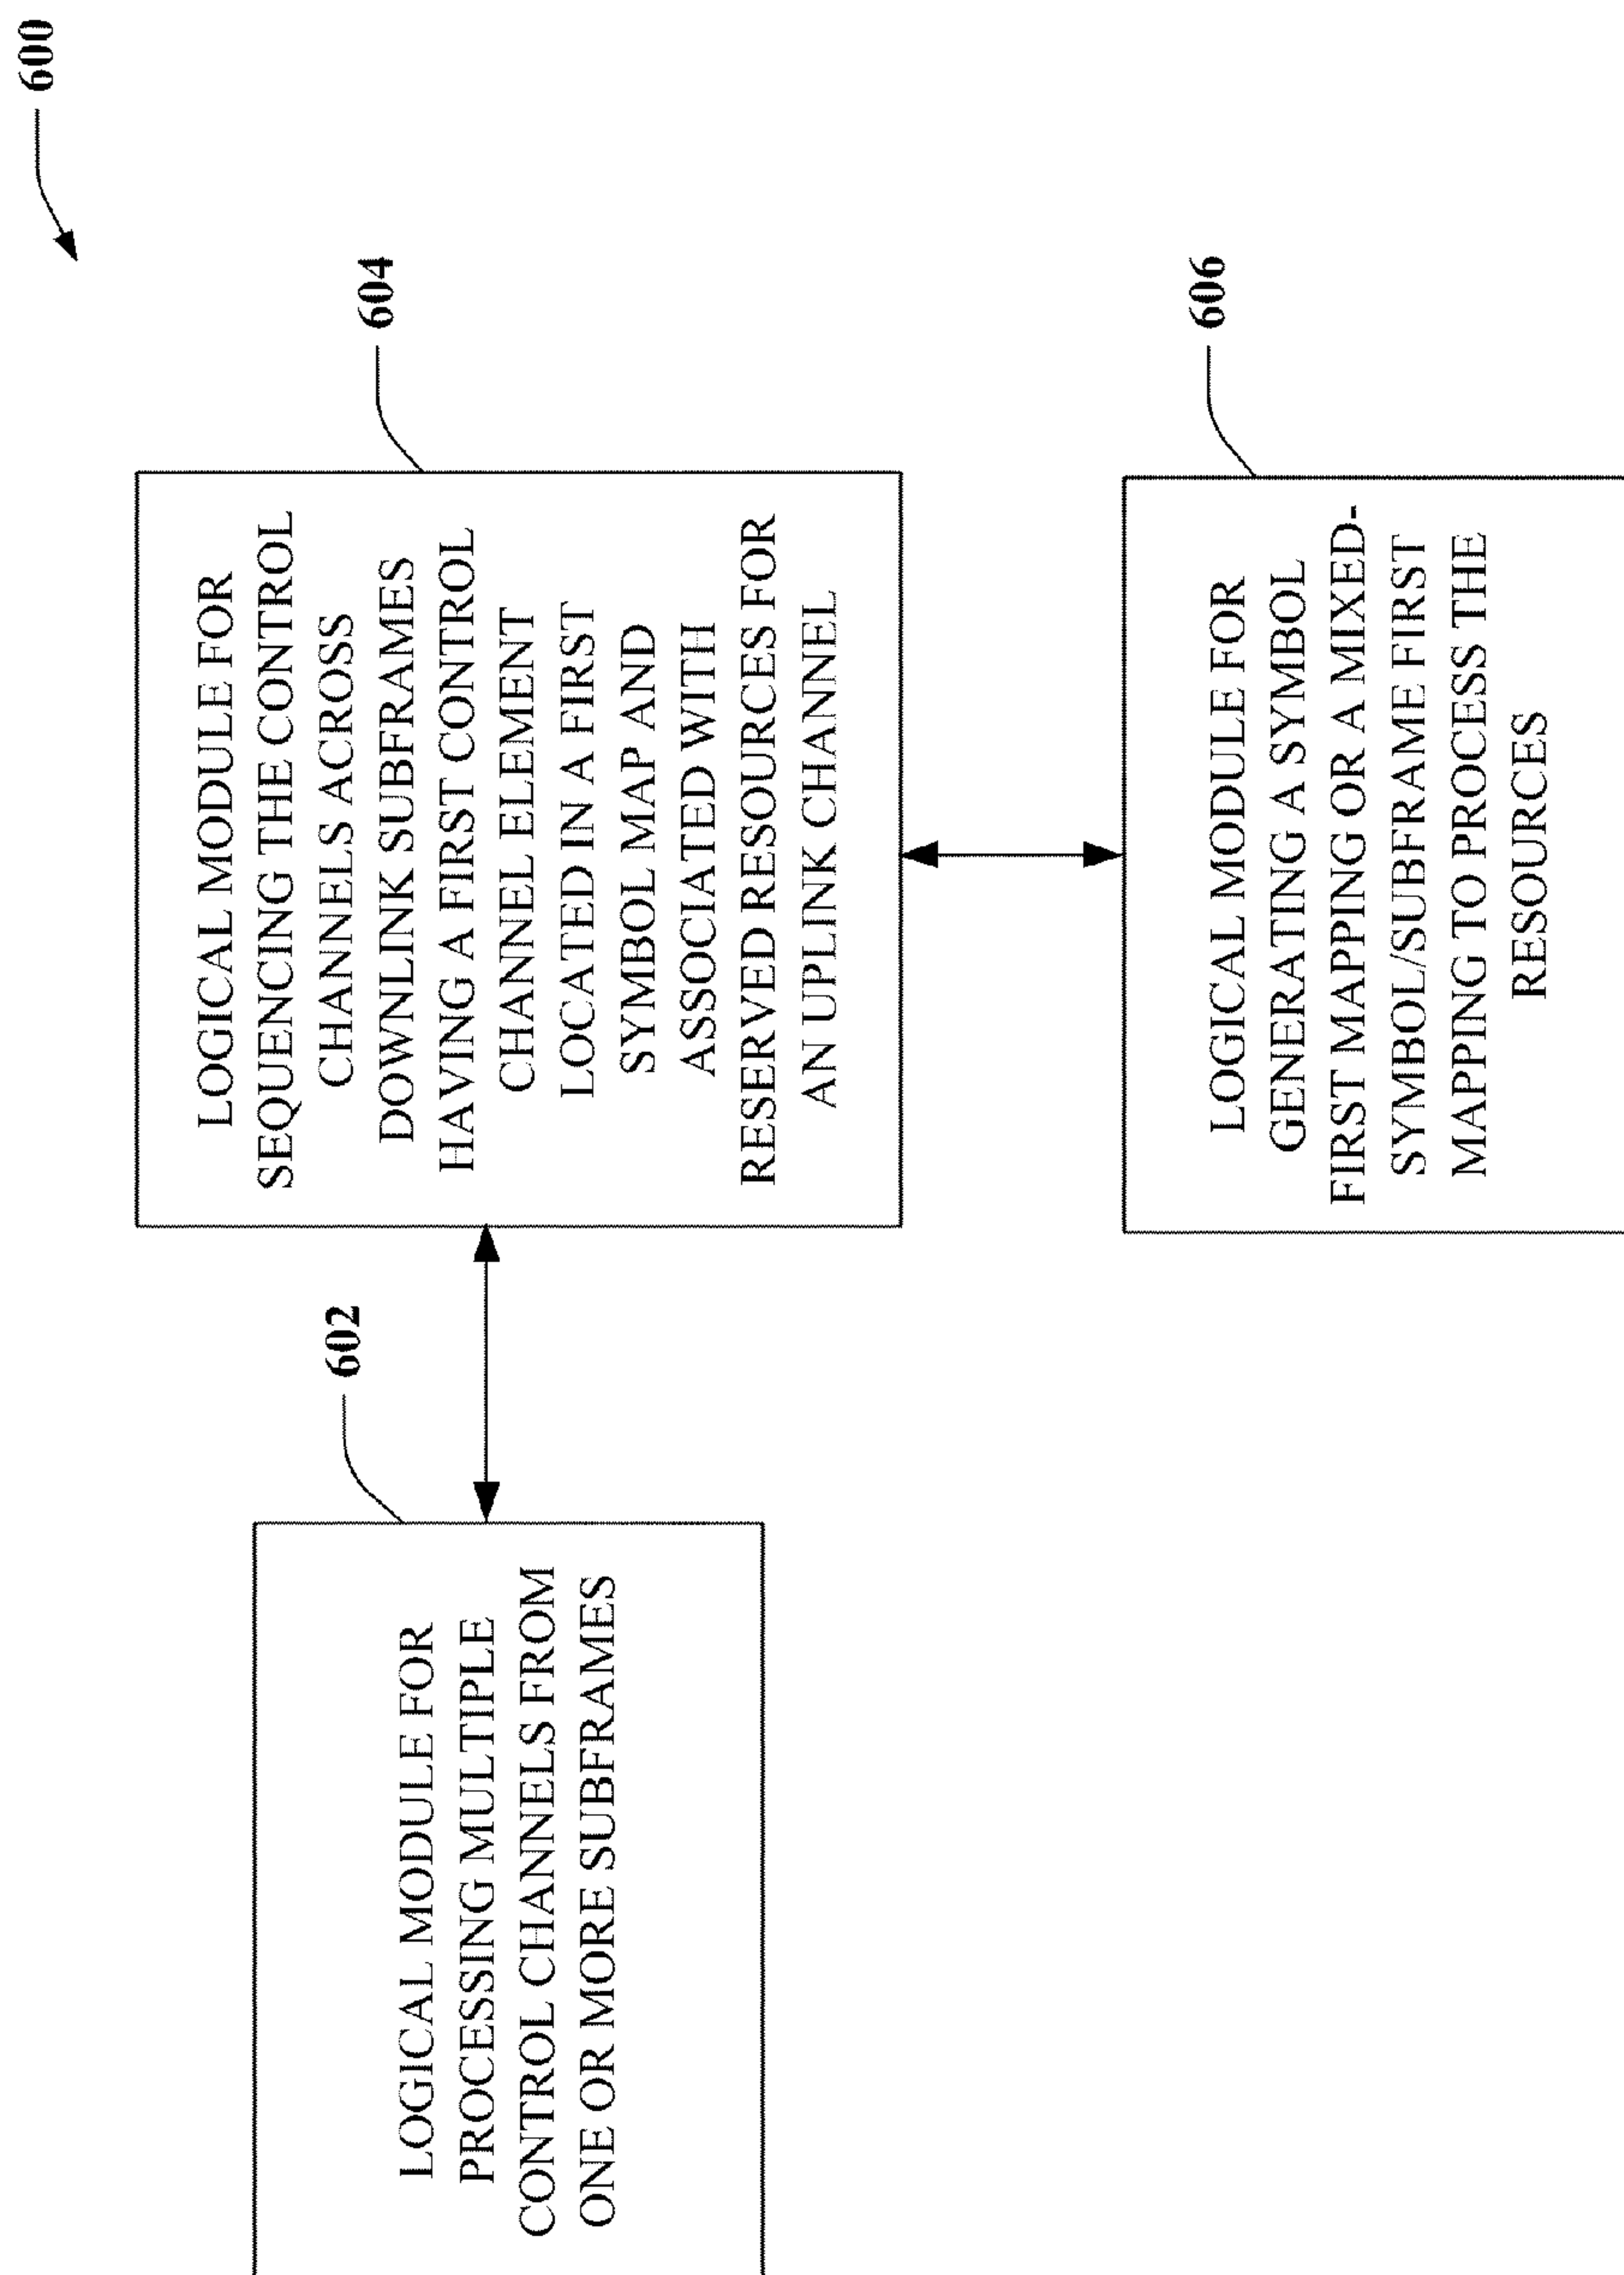 600
602
LOGICAL MODULE FOR
PROCESSING MULTIPLE
CONTROL CHANNELS FROM
ONE OR MORE SUBFRAMES
604
LOGICAL MODULE FOR
SEQUENCING THE CONTROL
CHANNELS ACROSS
DOWNLINK SUBFRAMES
HAVING A FIRST CONTROL
CHANNEL ELEMENT
LOCATED IN A FIRST
SYMBOL MAP AND
ASSOCIATED WITH
RESERVED RESOURCES FOR
AN UPLINK CHANNEL
606
LOGICAL MODULE FOR
GENERATING A SYMBOL
FIRST MAPPING OR A MIXED-
SYMBOL/SUBFRAME FIRST
MAPPING TO PROCESS THE
RESOURCES